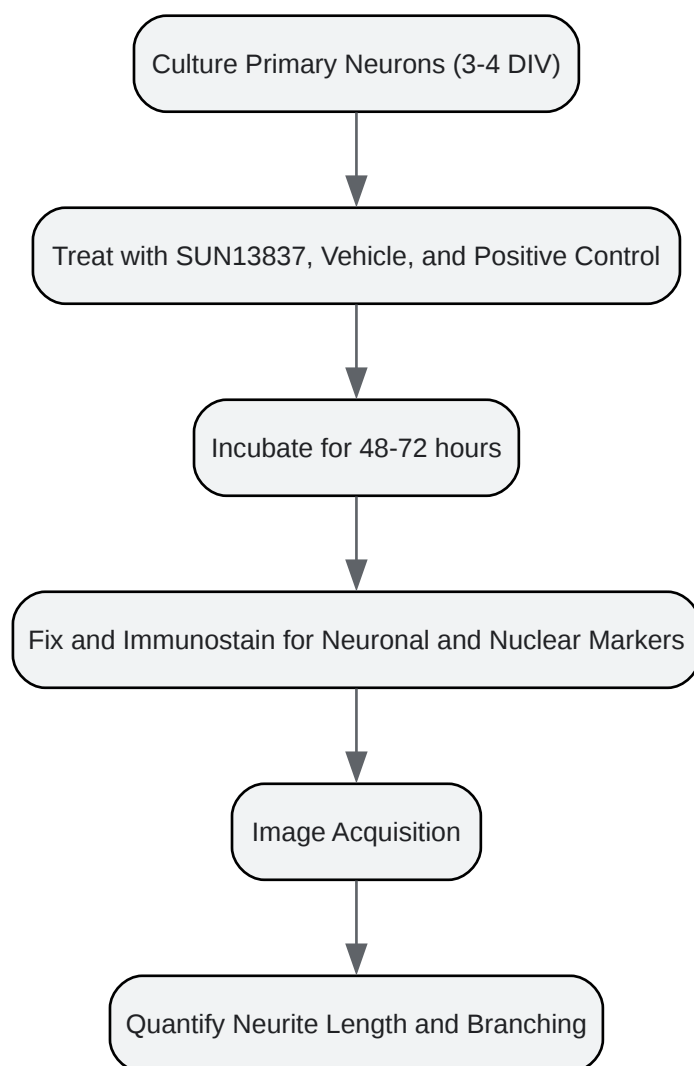 Culture Primary Neurons (3-4 DIV)
Treat with SUN13837, Vehicle, and Positive Control
Incubate for 48-72 hours
Fix and Immunostain for Neuronal and Nuclear Markers
Image Acquisition
Quantify Neurite Length and Branching